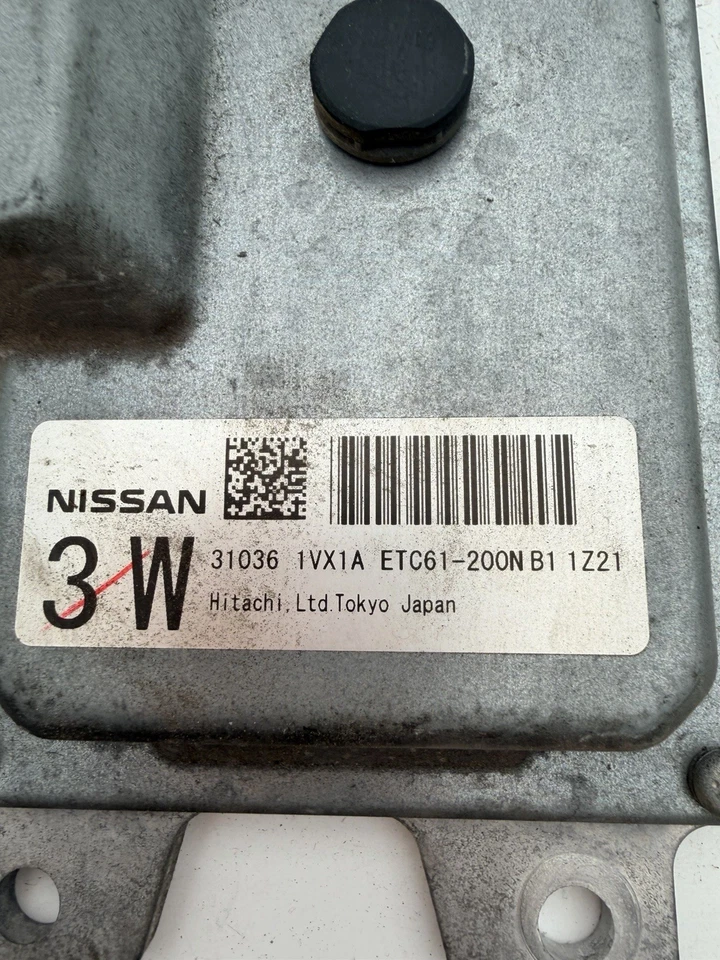 NISSAN
3 W 31036 1VX1A ETC61-200N B1 1Z21
Hitachi,Ltd.Tokyo Japan